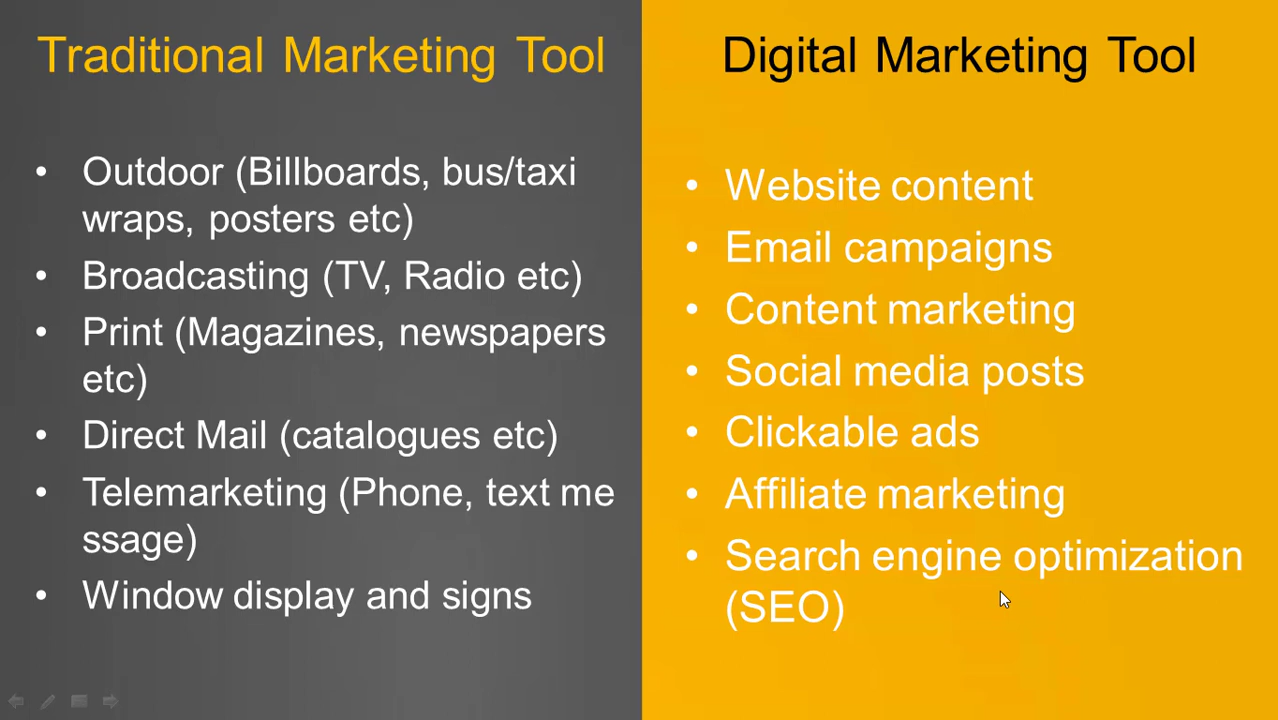 Traditional Marketing Tool
• Outdoor (Billboards, bus/taxi
wraps, posters etc)
• Broadcasting (TV, Radio etc)
• Print (Magazines, newspapers
etc)
• Direct Mail (catalogues etc)
• Telemarketing (Phone, text me
ssage)
• Window display and signs
Digital Marketing Tool
• Website content
• Email campaigns
• Content marketing
• Social media posts
• Clickable ads
• Affiliate marketing
• Search engine optimization
(SEO)